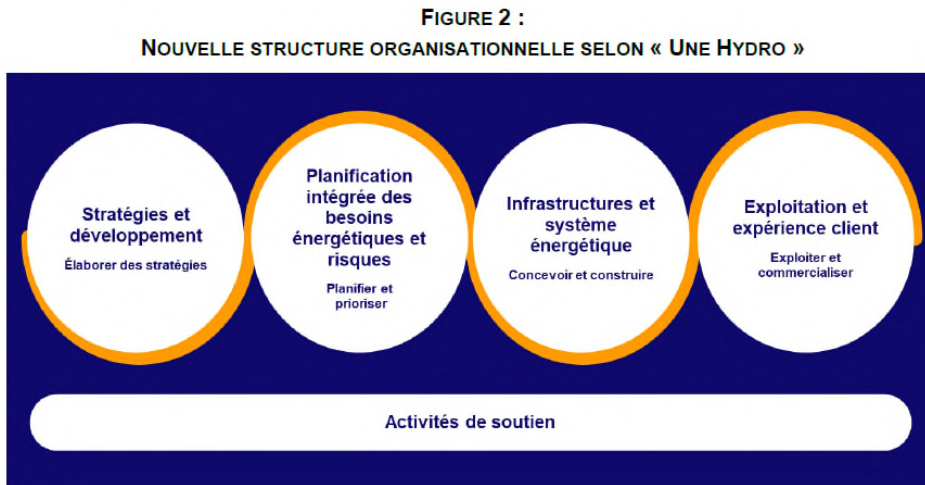 FIGURE 2 :
NOUVELLE STRUCTURE ORGANISATIONNELLE SELON « UNE HYDRO »
Stratégies et
développement
Élaborer des stratégies
Planification
intégrée des
besoins
énergétiques et
risques
Planifier et
prioriser
Infrastructures et
système
énergétique
Concevoir et construire
Exploitation et
expérience client
Exploiter et
commercialiser
Activités de soutien